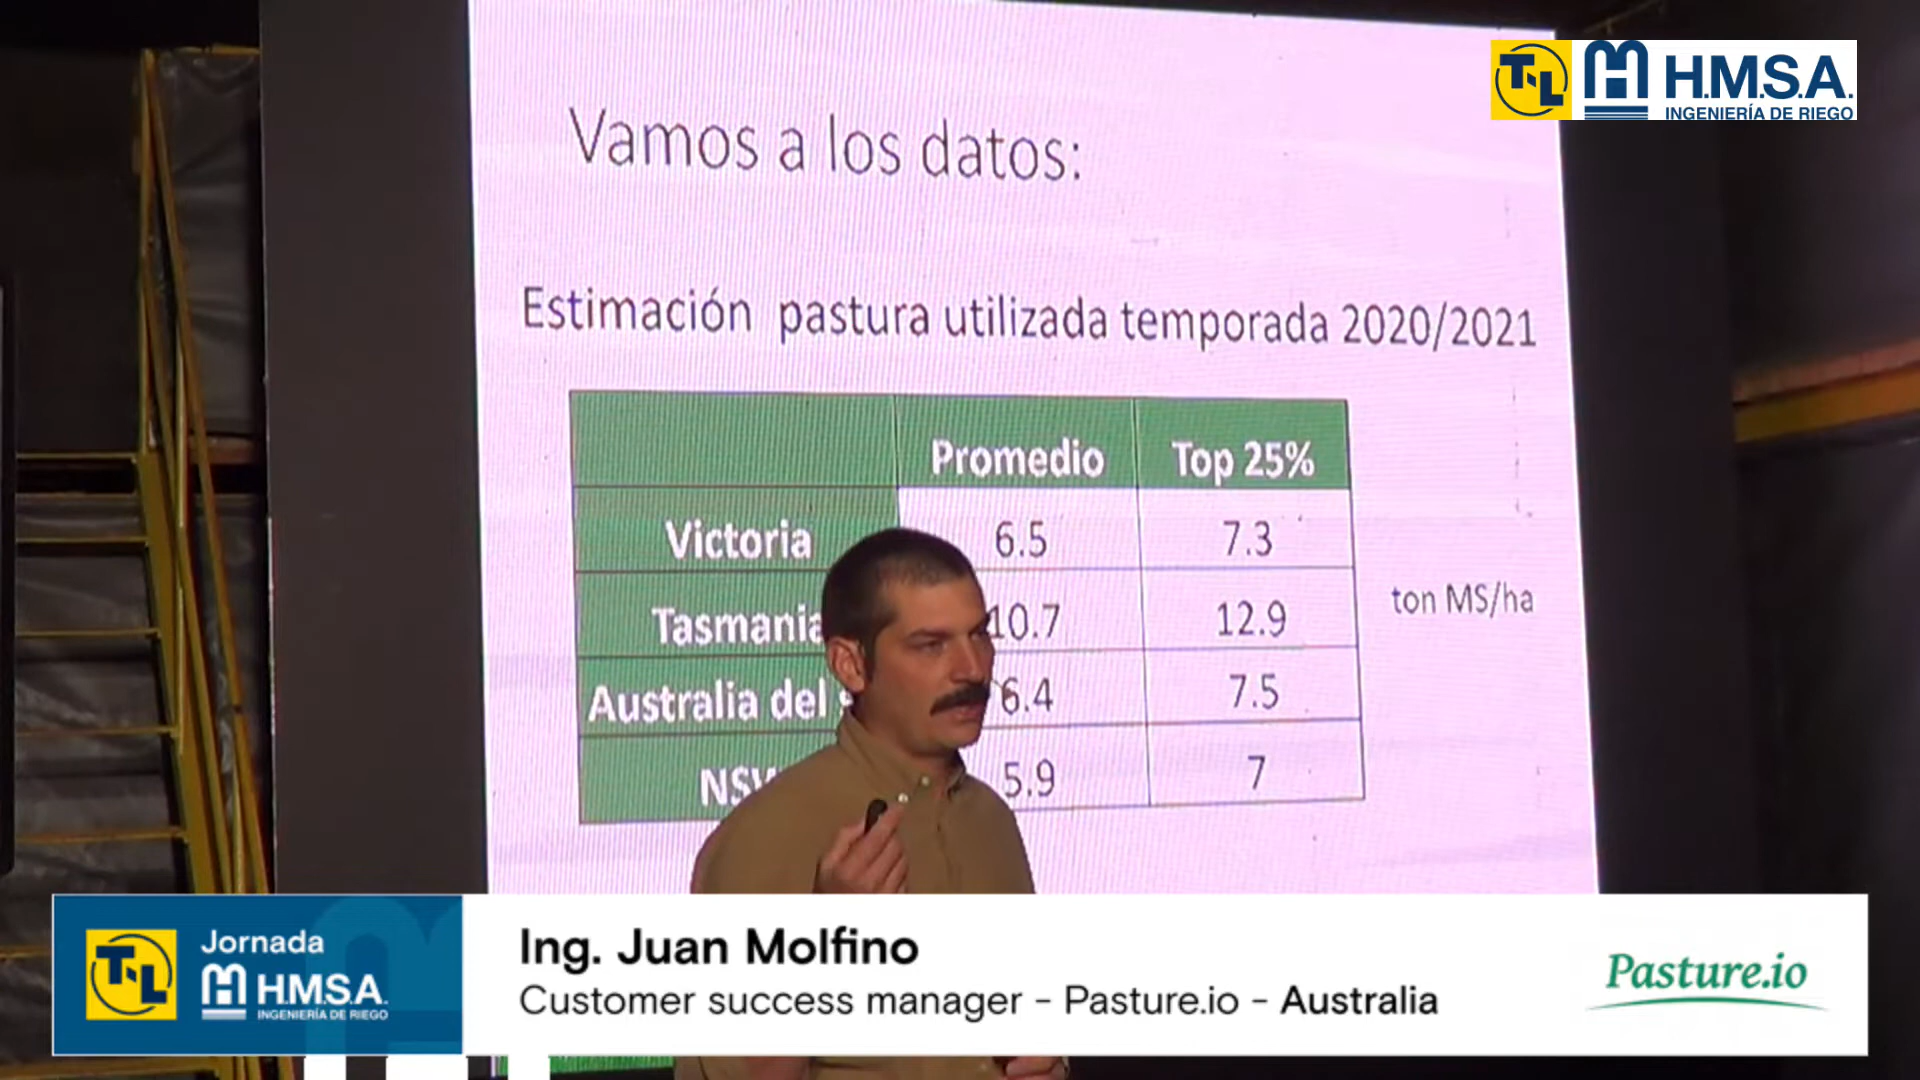 T-L H.M.S.A.
INGENIERÍA DE RIEGO
Vamos a los datos:
Estimación pastura utilizada temporada 2020/2021
Promedio Top 25%
Victoria 6.5 7.3
Tasmania 10.7 12.9
ton MS/ha
Australia del 6.4 7.5
5.9 7
Jornada
T-L H.M.S.A.
INGENIERÍA DE RIEGO
Ing. Juan Molfino
Customer success manager - Pasture.io - Australia
Pasture.io